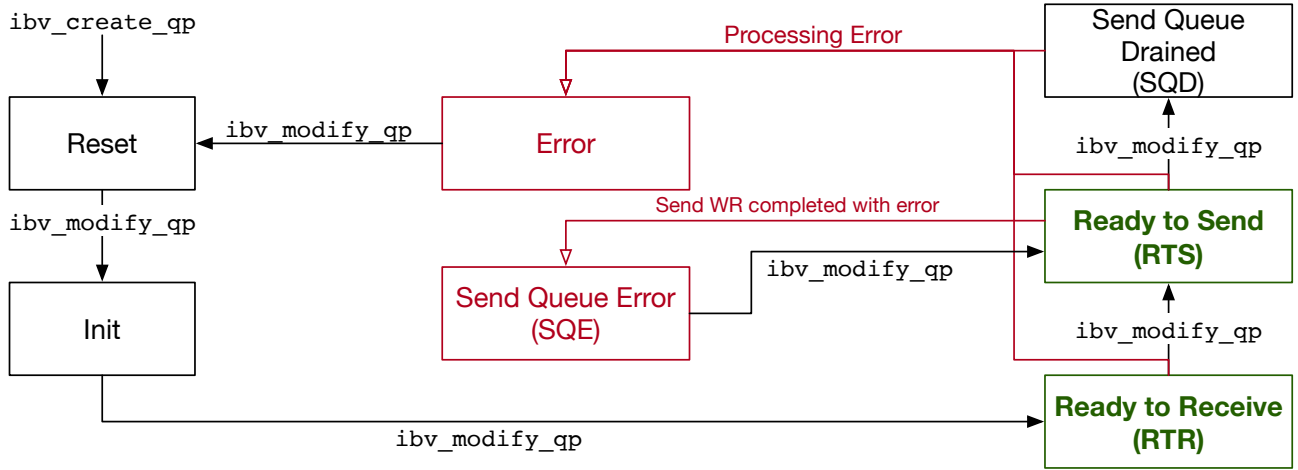 ibv_create_qp
Processing Error
Send Queue
Drained
(SQD)
Reset
ibv_modify_qp
Error
ibv_modify_qp
ibv_modify_qp
Send WR completed with error
Ready to Send
(RTS)
ibv_modify_qp
Send Queue Error
(SQE)
Init
ibv_modify_qp
Ready to Receive
(RTR)
ibv_modify_qp